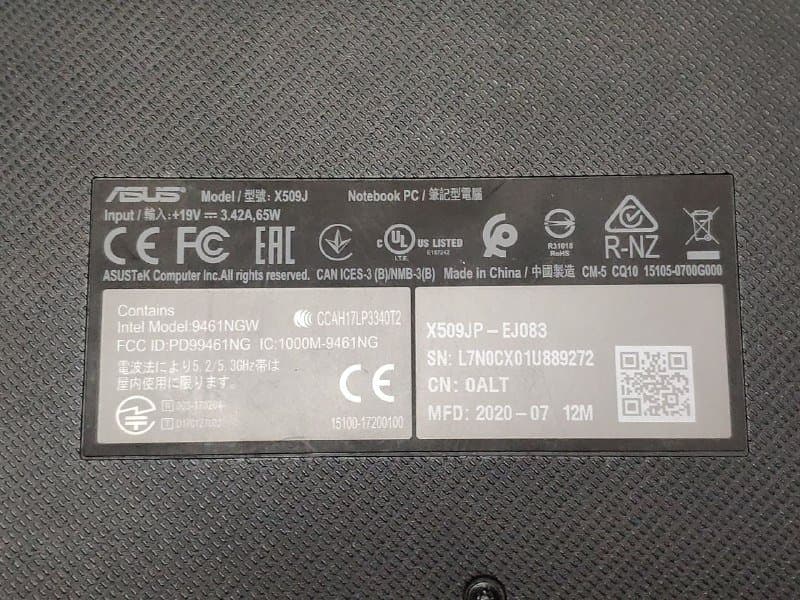 ASUS Model / 型號: X509J Notebook PC / 筆記型電腦
Input / 輸入:+19V ⎓ 3.42A,65W
CE FC EAC c UL US LISTED
I.T.E. E187242
R31018
RoHS
R-NZ
ASUSTeK Computer Inc.All rights reserved. CAN ICES-3 (B)/NMB-3(B) Made in China / 中國製造 CM-5 CQ10 15105-0700G000
Contains
Intel Model:9461NGW
CCAH17LP3340T2
FCC ID:PD99461NG IC:1000M-9461NG
電波法により5.2/5.3GHz帯は
屋内使用に限ります.
CE
R 003-170204
T
15100-17200100
X509JP-EJ083
SN: L7N0CX01U889272
CN: 0ALT
MFD: 2020-07 12M